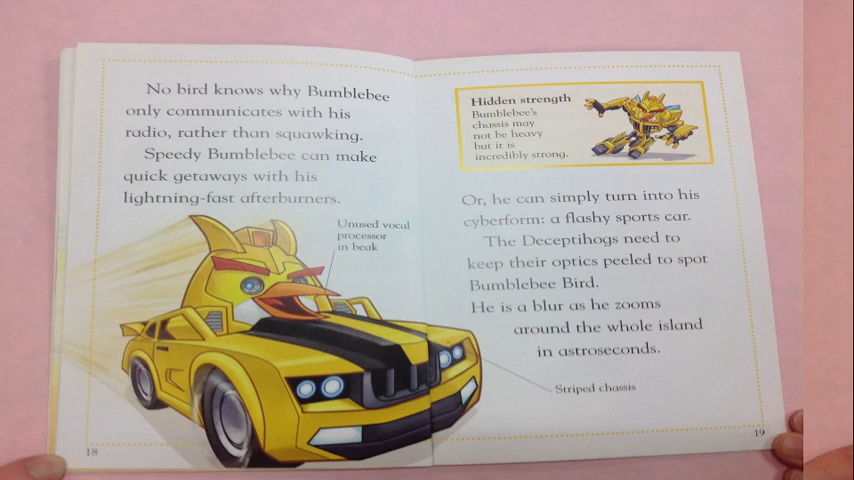 No bird knows why Bumblebee
only communicates with his
radio, rather than squawking.
Speedy Bumblebee can make
quick getaways with his
lightning-fast afterburners.
Unused vocal
processor
in beak
18
Hidden strength
Bumblebee's
chassis may
not be heavy
but it is
incredibly strong.
Or, he can simply turn into his
cyberform: a flashy sports car.
The Deceptihogs need to
keep their optics peeled to spot
Bumblebee Bird.
He is a blur as he zooms
around the whole island
in astroseconds.
Striped chassis
19